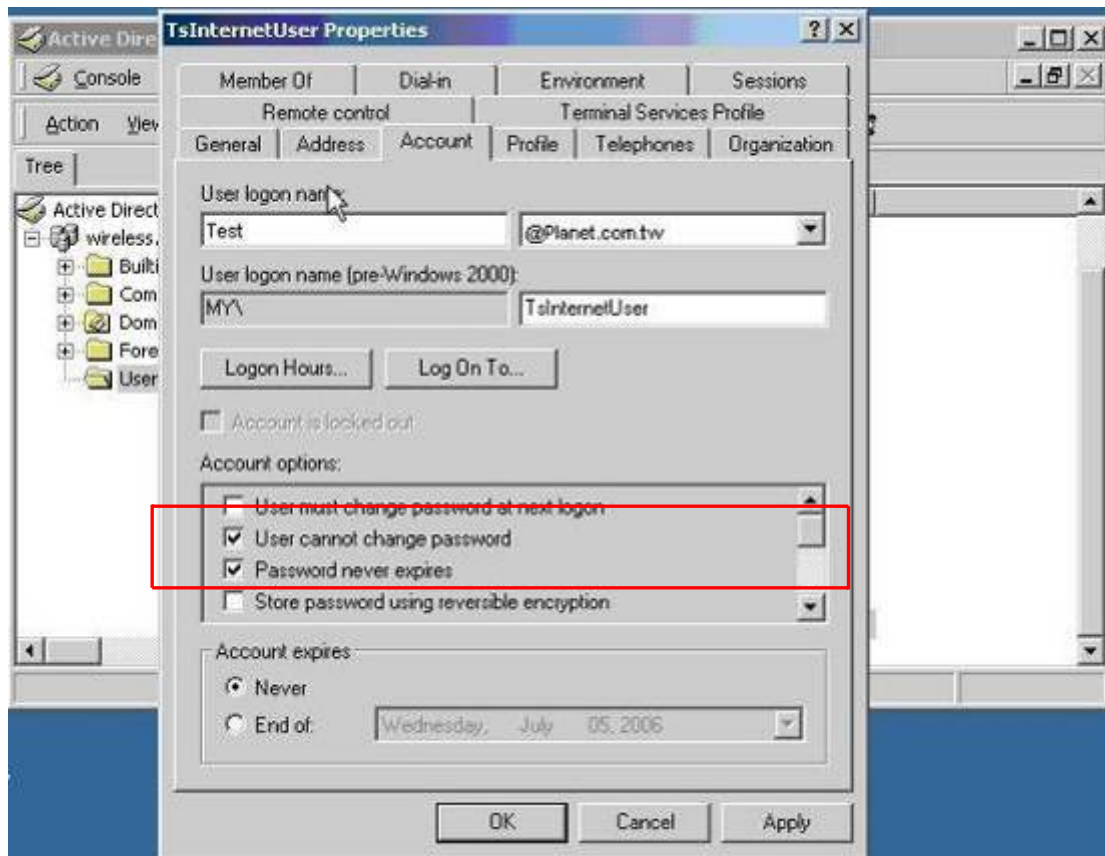 Active Dire
TsInternetUser Properties
Console
Action View
Tree
Active Direct
wireless.
Builti
Com
Dom
Fore
User
Member Of Dial-in Environment Sessions
Remote control Terminal Services Profile
General Address Account Profile Telephones Organization
User logon name:
Test @Planet.com.tw
User logon name (pre-Windows 2000):
MY\ TsInternetUser
Logon Hours... Log On To...
Account is locked out
Account options:
User must change password at next logon
User cannot change password
Password never expires
Store password using reversible encryption
Account expires
Never
End of: Wednesday, July 05, 2006
OK Cancel Apply